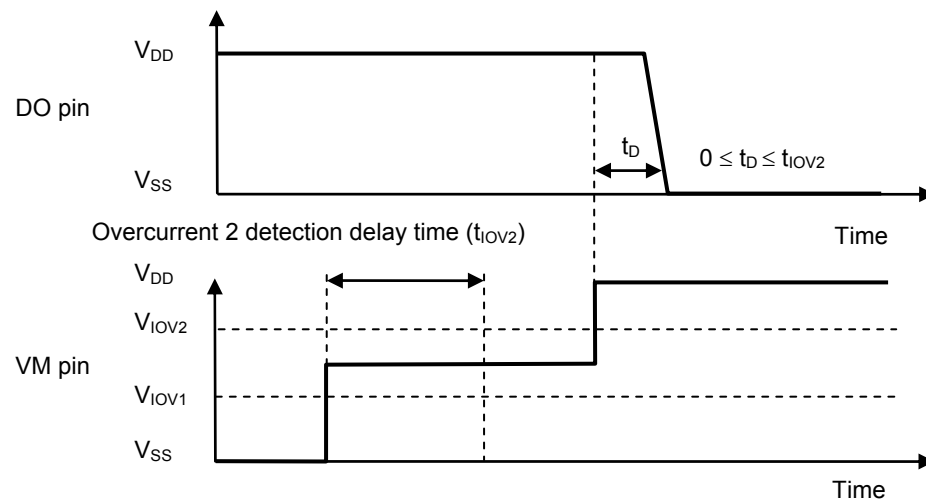 V_DD
DO pin
t_D
0 ≤ t_D ≤ t_IOV2
V_SS
Overcurrent 2 detection delay time (t_IOV2)
Time
V_DD
V_IOV2
VM pin
V_IOV1
V_SS
Time